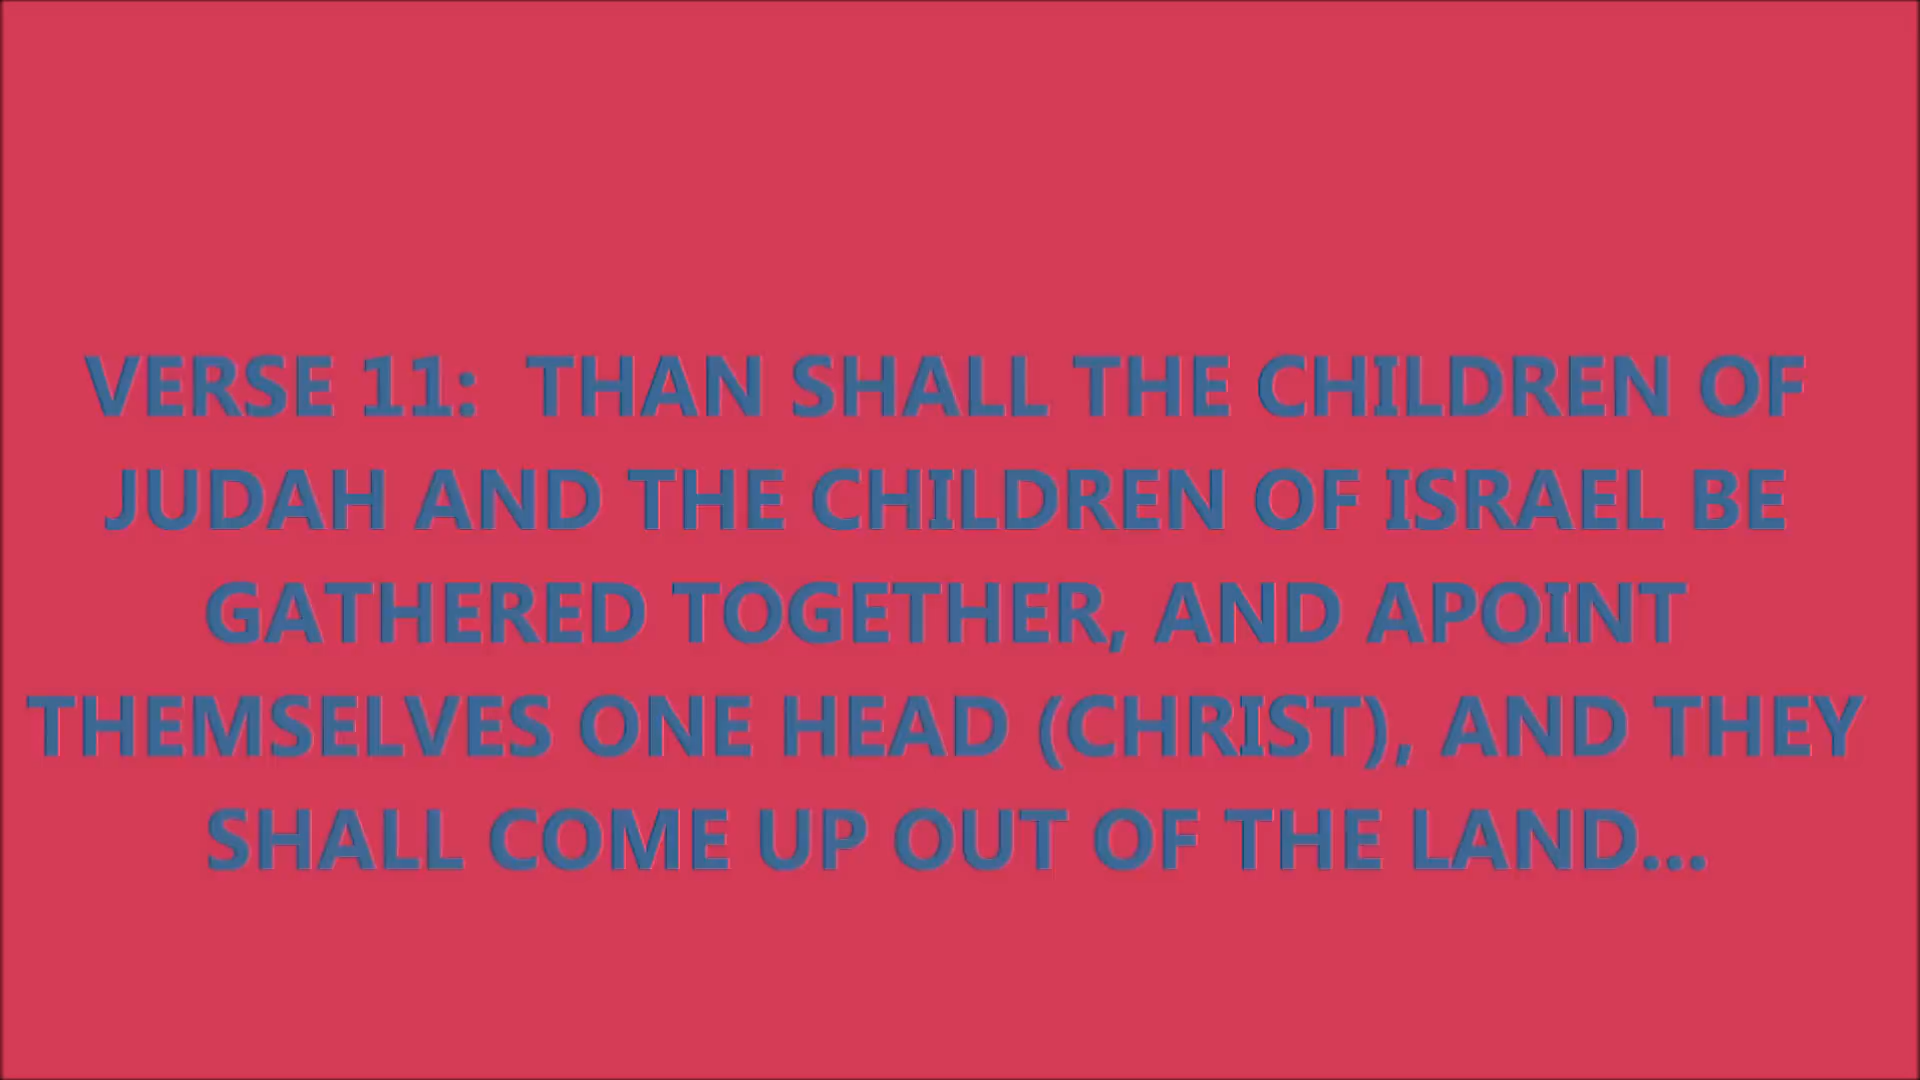 VERSE 11:  THAN SHALL THE CHILDREN OF
JUDAH AND THE CHILDREN OF ISRAEL BE
GATHERED TOGETHER, AND APOINT
THEMSELVES ONE HEAD (CHRIST), AND THEY
SHALL COME UP OUT OF THE LAND...